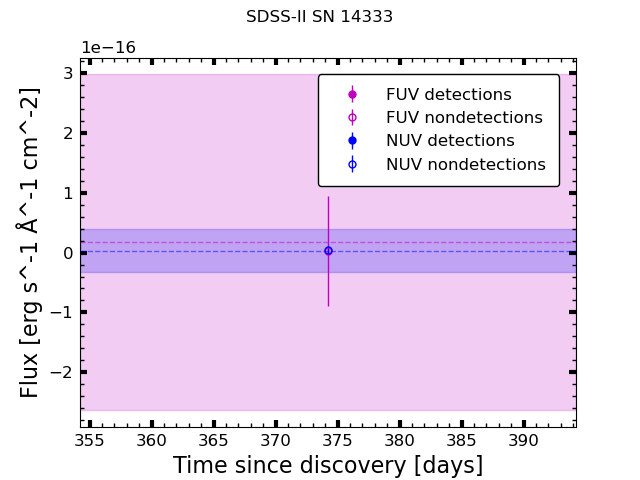 SDSS-II SN 14333
1e−16
3
2
1
0
−1
−2
Flux [erg s^-1 Å^-1 cm^-2]
FUV detections
FUV nondetections
NUV detections
NUV nondetections
355 360 365 370 375 380 385 390
Time since discovery [days]